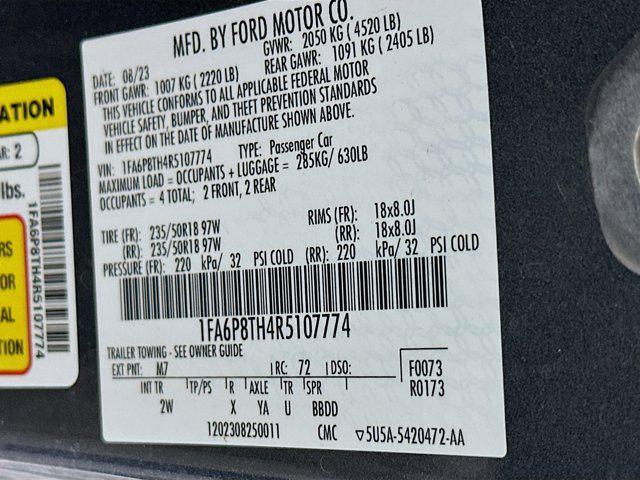 MFD. BY FORD MOTOR CO.
DATE: 08/23 GVWR: 2050 KG ( 4520 LB)
FRONT GAWR: 1007 KG ( 2220 LB) REAR GAWR: 1091 KG ( 2405 LB)
THIS VEHICLE CONFORMS TO ALL APPLICABLE FEDERAL MOTOR
VEHICLE SAFETY, BUMPER, AND THEFT PREVENTION STANDARDS
IN EFFECT ON THE DATE OF MANUFACTURE SHOWN ABOVE.
VIN: 1FA6P8TH4R5107774 TYPE: Passenger Car
MAXIMUM LOAD = OCCUPANTS + LUGGAGE = 285KG/ 630LB
OCCUPANTS = 4 TOTAL; 2 FRONT, 2 REAR
TIRE (FR): 235/50R18 97W RIMS (FR): 18x8.0J
(RR): 235/50R18 97W (RR): 18x8.0J
PRESSURE (FR): 220 kPa/ 32 PSI COLD (RR): 220 kPa/ 32 PSI COLD
1FA6P8TH4R5107774
TRAILER TOWING - SEE OWNER GUIDE
EXT PNT: M7 RC: 72 DSO: F0073
INT TR TP/PS R AXLE TR SPR R0173
2W X YA U BBDD
1202308250011 CMC 5U5A-5420472-AA
ATION
AR: 2
lbs.
RS
OR
AL
TION
1FA6P8TH4R5107774